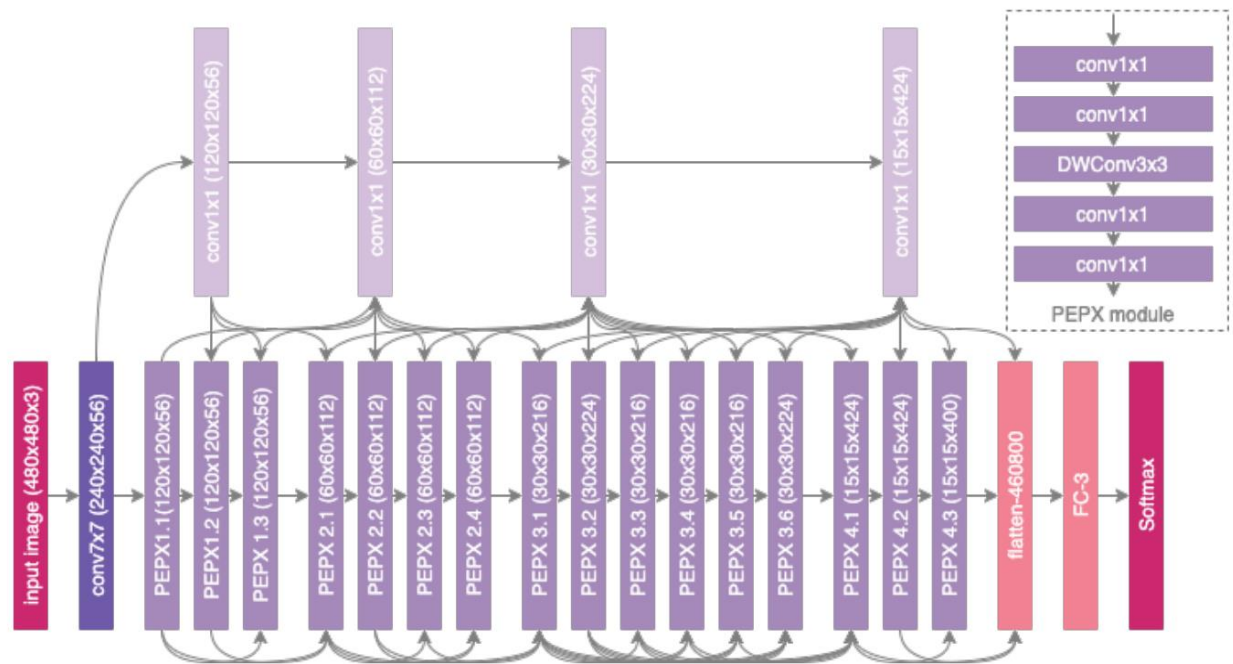 conv1x1 (120x120x56)
conv1x1 (60x60x112)
conv1x1 (30x30x224)
conv1x1 (15x15x424)
conv1x1
conv1x1
DWConv3x3
conv1x1
conv1x1
PEPX module
input image (480x480x3)
conv7x7 (240x240x56)
PEPX1.1(120x120x56)
PEPX1.2 (120x120x56)
PEPX 1.3 (120x120x56)
PEPX 2.1 (60x60x112)
PEPX 2.2 (60x60x112)
PEPX 2.3 (60x60x112)
PEPX 2.4 (60x60x112)
PEPX 3.1 (30x30x216)
PEPX 3.2 (30x30x224)
PEPX 3.3 (30x30x216)
PEPX 3.4 (30x30x216)
PEPX 3.5 (30x30x216)
PEPX 3.6 (30x30x224)
PEPX 4.1 (15x15x424)
PEPX 4.2 (15x15x424)
PEPX 4.3 (15x15x400)
flatten-460800
FC-3
Softmax